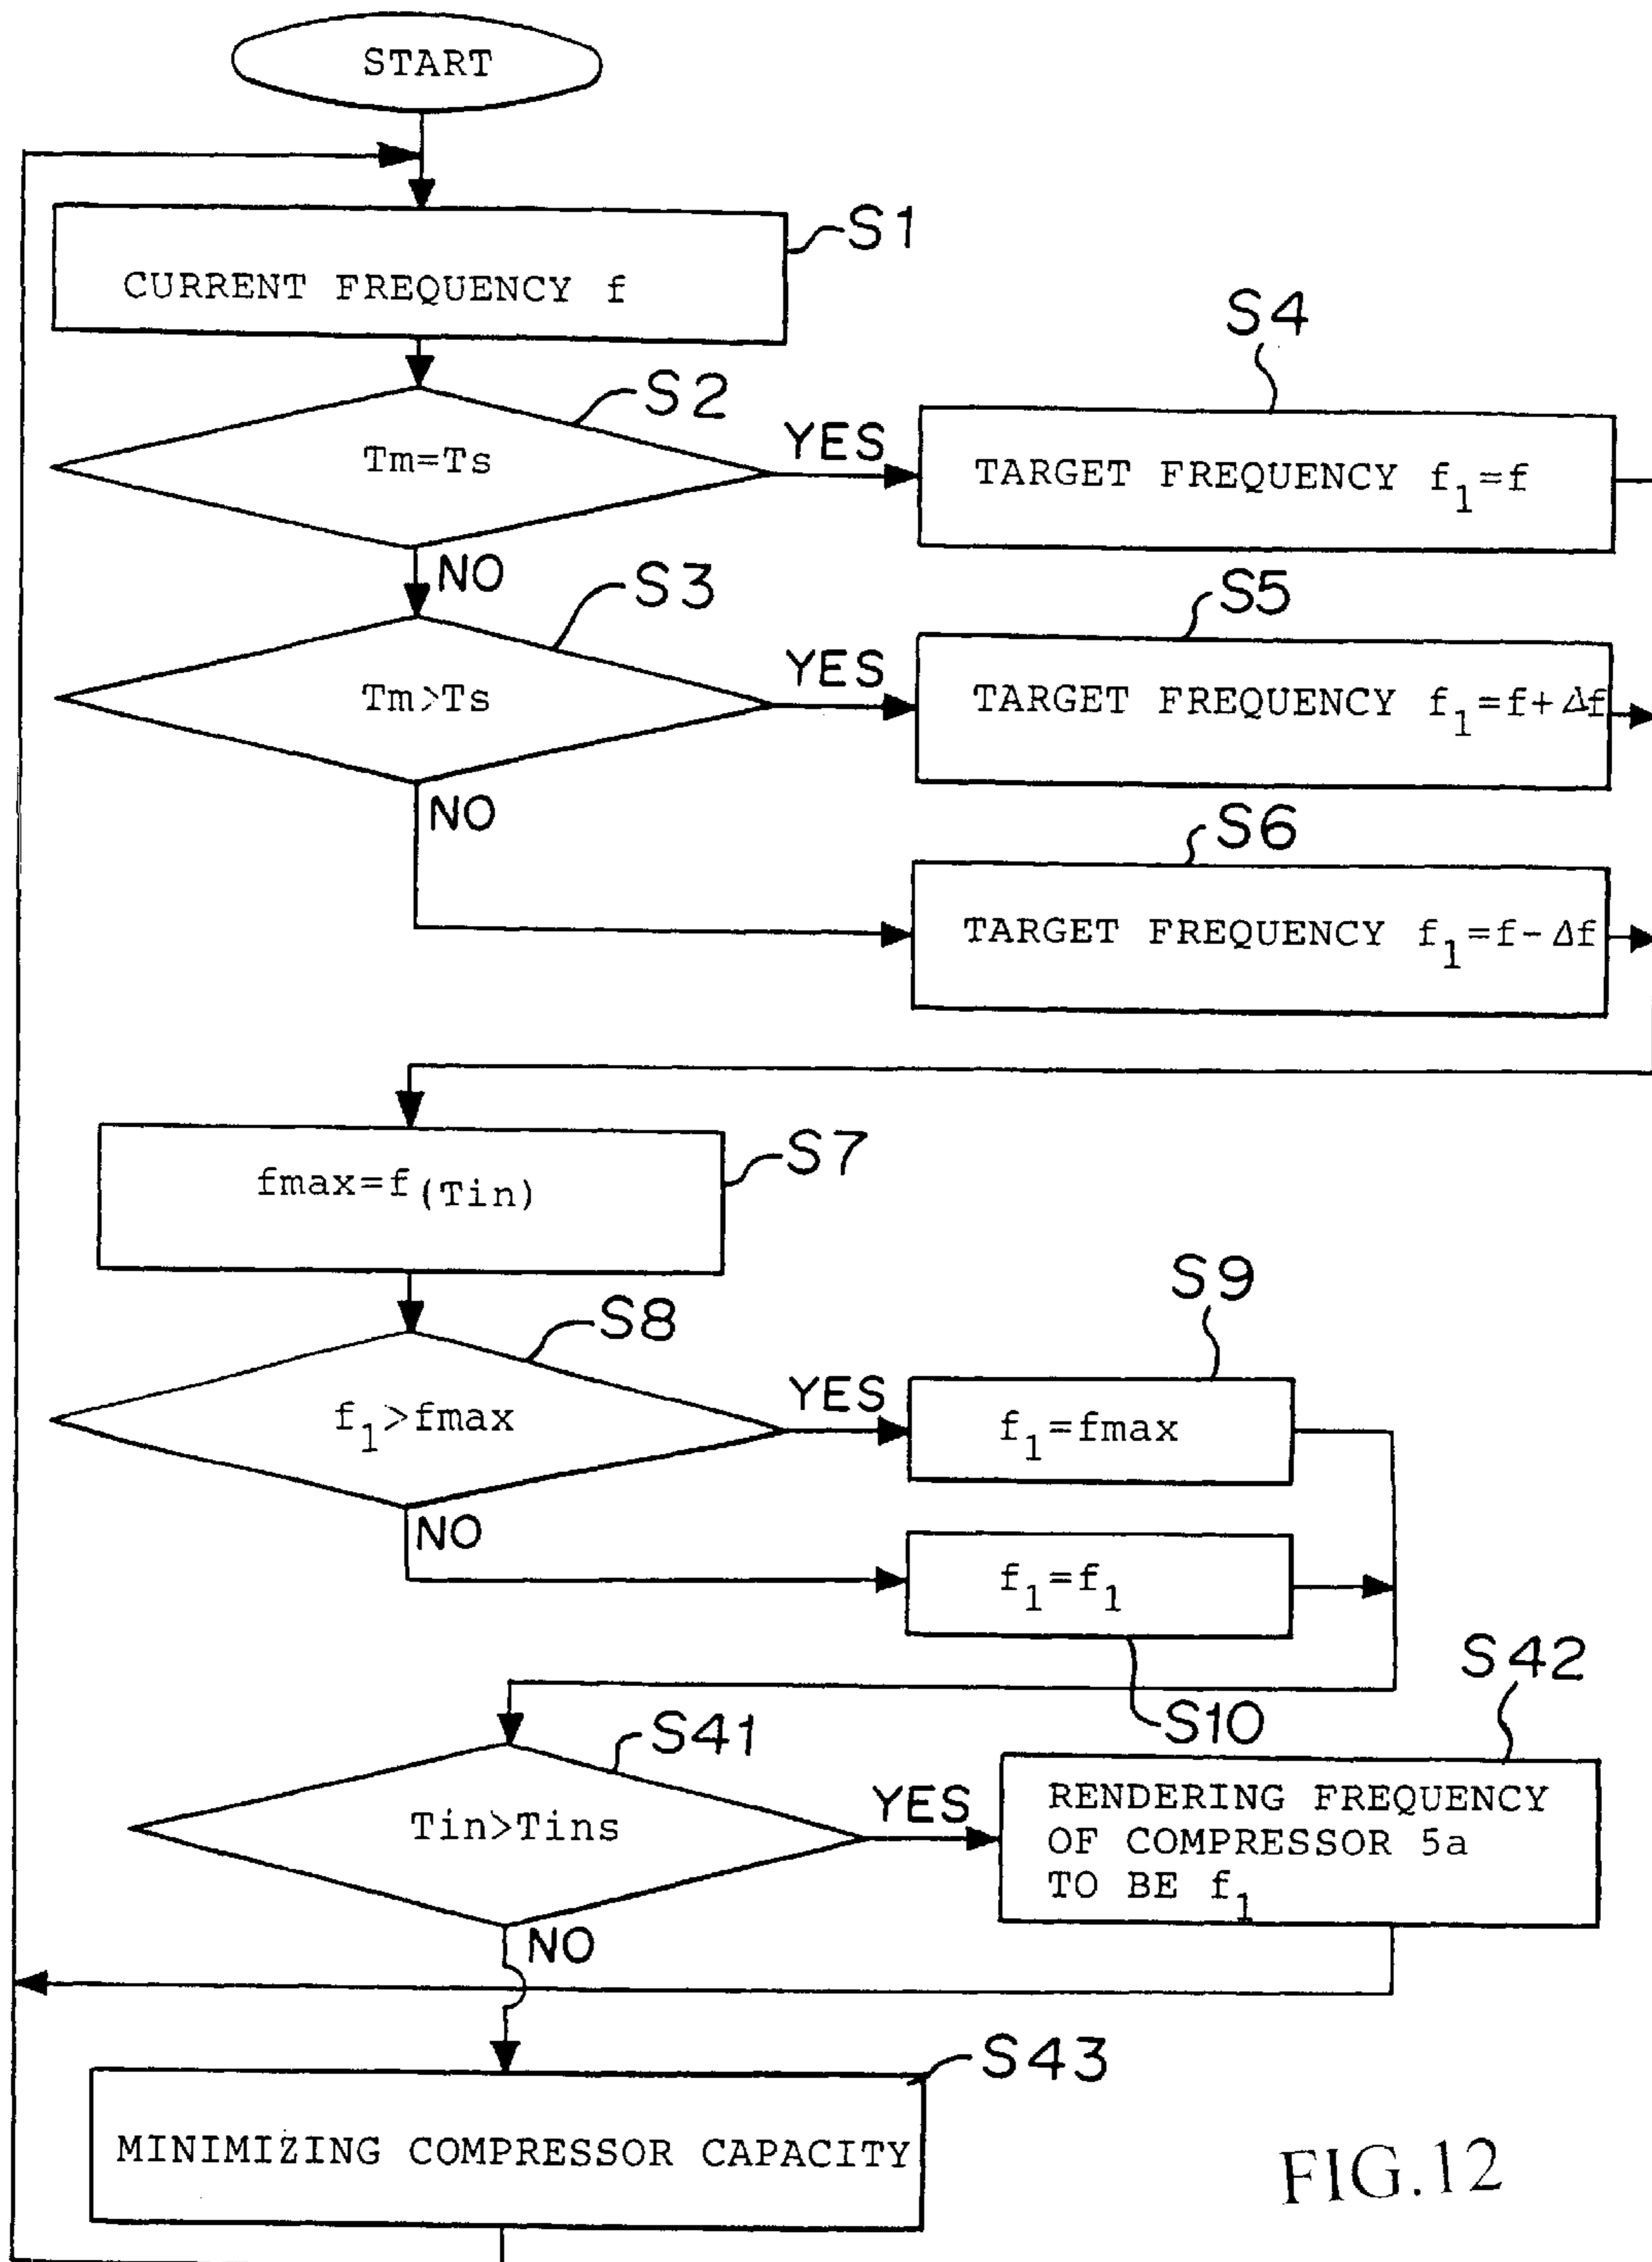 START
S1
CURRENT FREQUENCY f
S2
Tm=Ts
YES
S4
TARGET FREQUENCY f₁=f
NO
S3
Tm>Ts
YES
S5
TARGET FREQUENCY f₁=f+Δf
NO
S6
TARGET FREQUENCY f₁=f-Δf
S7
fmax=f(Tin)
S8
f₁>fmax
YES
S9
f₁=fmax
NO
f₁=f₁
S10
S41
Tin>Tins
YES
S42
RENDERING FREQUENCY
OF COMPRESSOR 5a
TO BE f₁
NO
S43
MINIMIZING COMPRESSOR CAPACITY
FIG.12